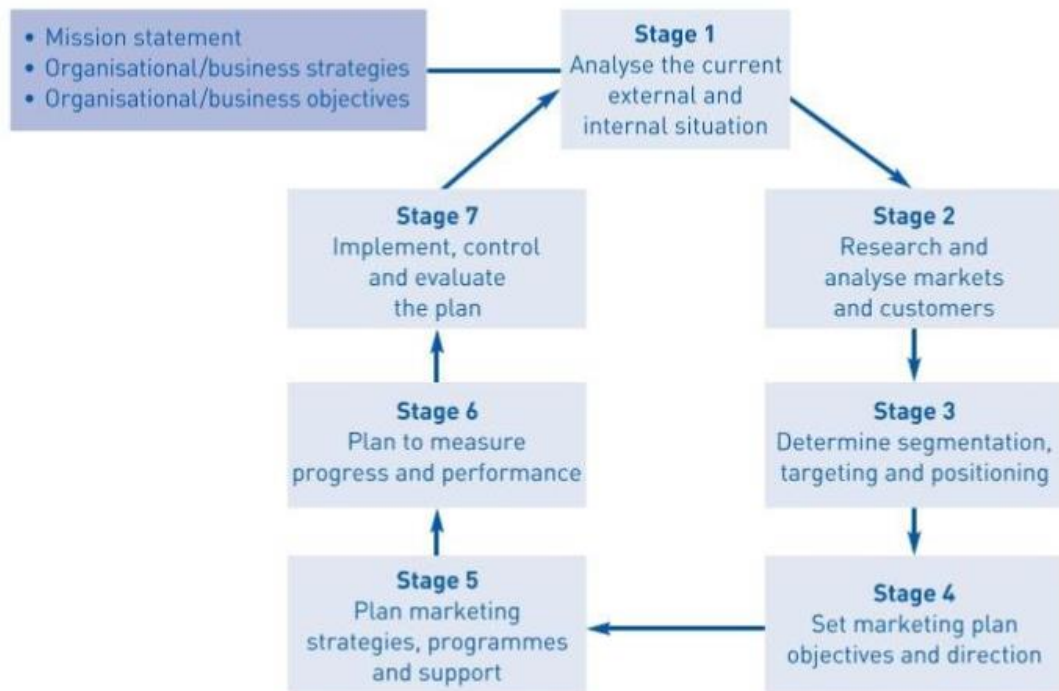 • Mission statement
• Organisational/business strategies
• Organisational/business objectives
Stage 1
Analyse the current
external and
internal situation
Stage 2
Research and
analyse markets
and customers
Stage 3
Determine segmentation,
targeting and positioning
Stage 4
Set marketing plan
objectives and direction
Stage 5
Plan marketing
strategies, programmes
and support
Stage 6
Plan to measure
progress and performance
Stage 7
Implement, control
and evaluate
the plan